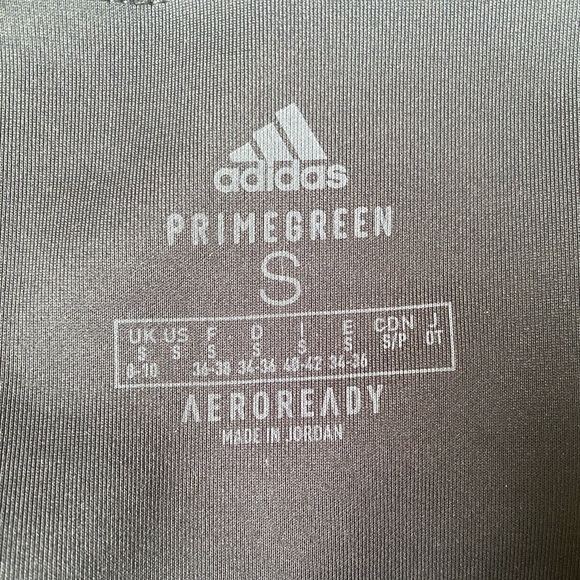 adidas
PRIMEGREEN
S
UK US F D I E CDN J
S S S S S S S/P OT
8-10 36-38 34-36 40-42 34-36
AEROREADY
MADE IN JORDAN